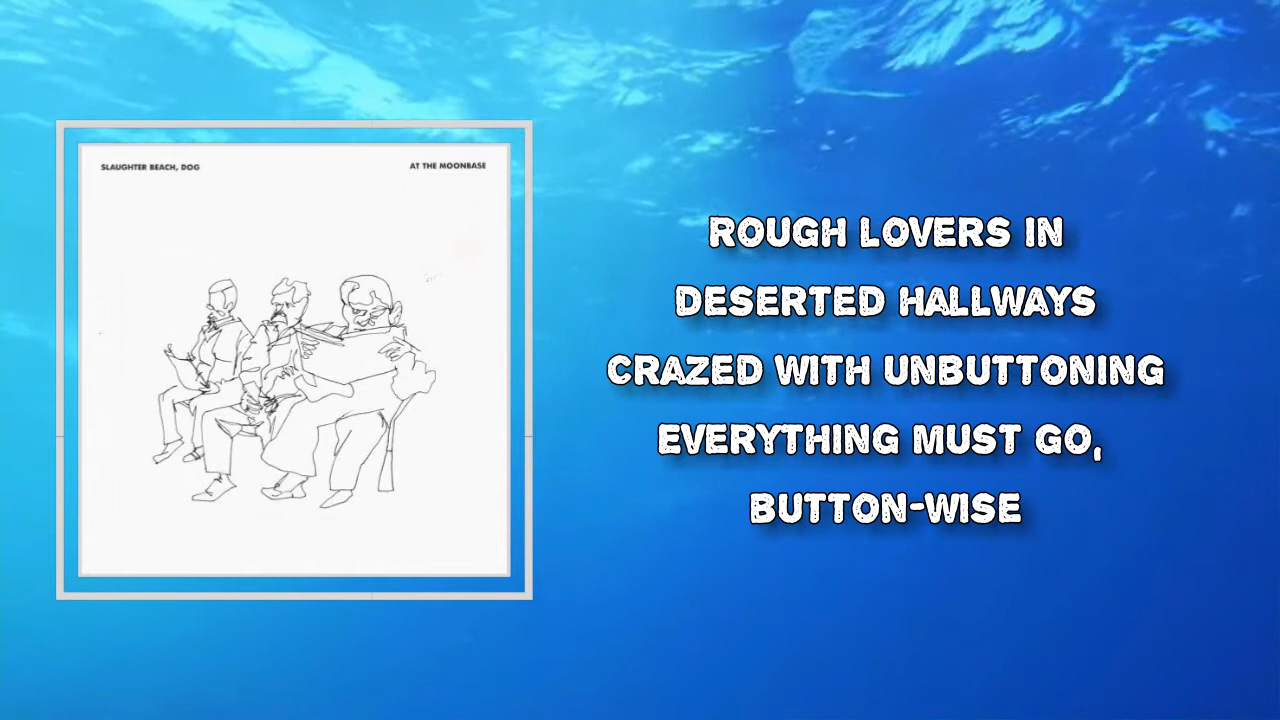 SLAUGHTER BEACH, DOG
AT THE MOONBASE
ROUGH LOVERS IN
DESERTED HALLWAYS
CRAZED WITH UNBUTTONING
EVERYTHING MUST GO,
BUTTON-WISE